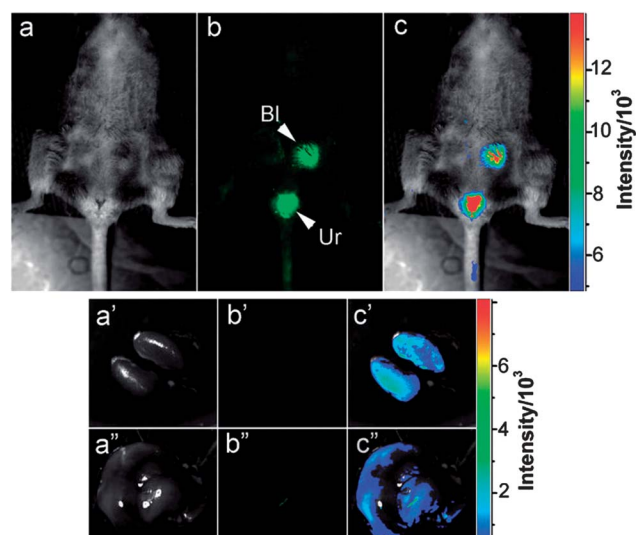 a
b
c
Bl
Ur
12
10
8
6
Intensity/10³
a'
b'
c'
a"
b"
c"
6
4
2
Intensity/10³